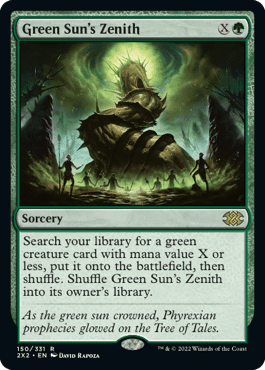 Green Sun's Zenith X
Sorcery
Search your library for a green
creature card with mana value X or
less, put it onto the battlefield, then
shuffle. Shuffle Green Sun's Zenith
into its owner's library.
As the green sun crowned, Phyrexian
prophecies glowed on the Tree of Tales.
150/331 R
2X2 • EN DAVID RAPOZA
™ & © 2022 Wizards of the Coast